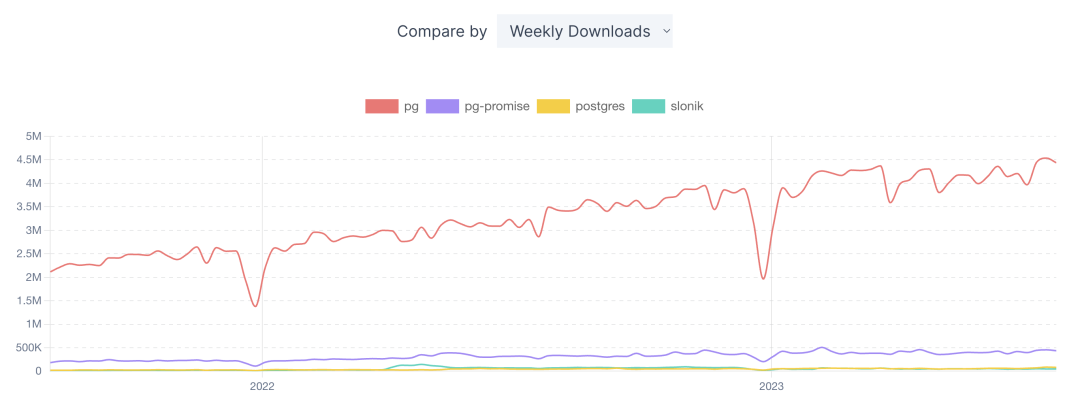 Compare by Weekly Downloads
pg pg-promise postgres slonik
5M
4.5M
4M
3.5M
3M
2.5M
2M
1.5M
1M
500K
0
2022 2023